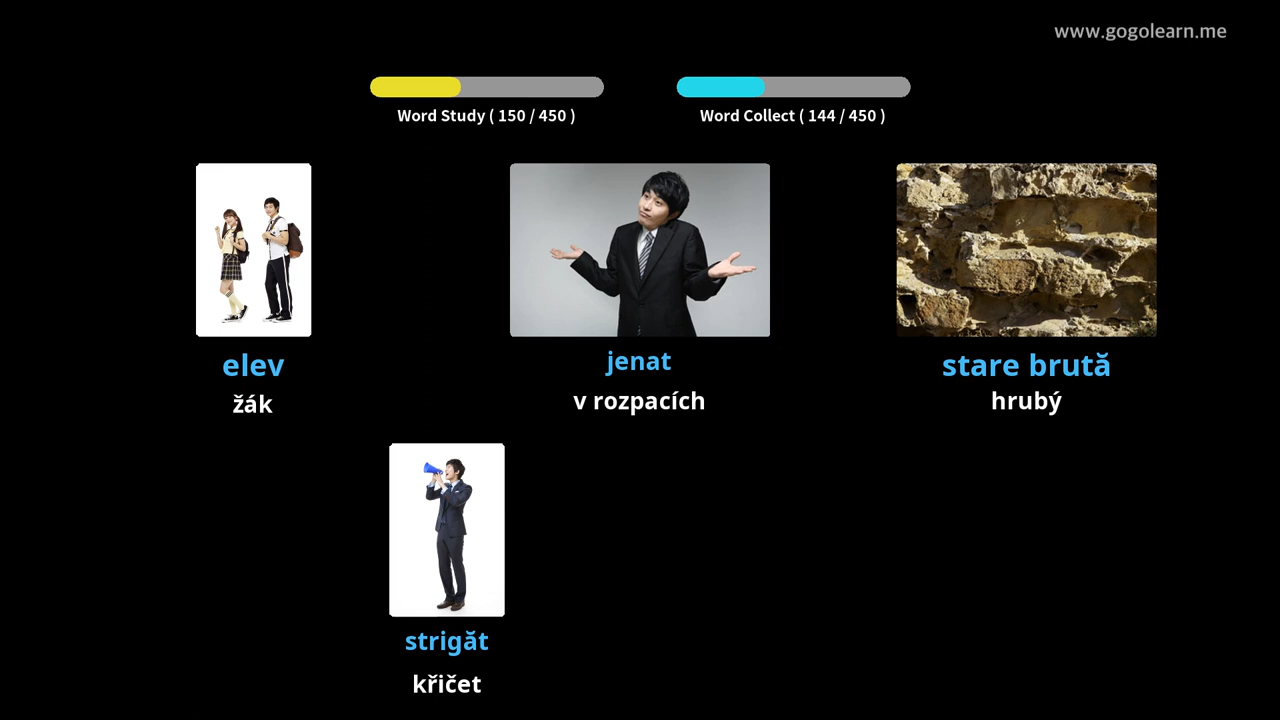 www.gogolearn.me
Word Study ( 150 / 450 )
Word Collect ( 144 / 450 )
elev
žák
jenat
v rozpacích
stare brută
hrubý
strigăt
křičet